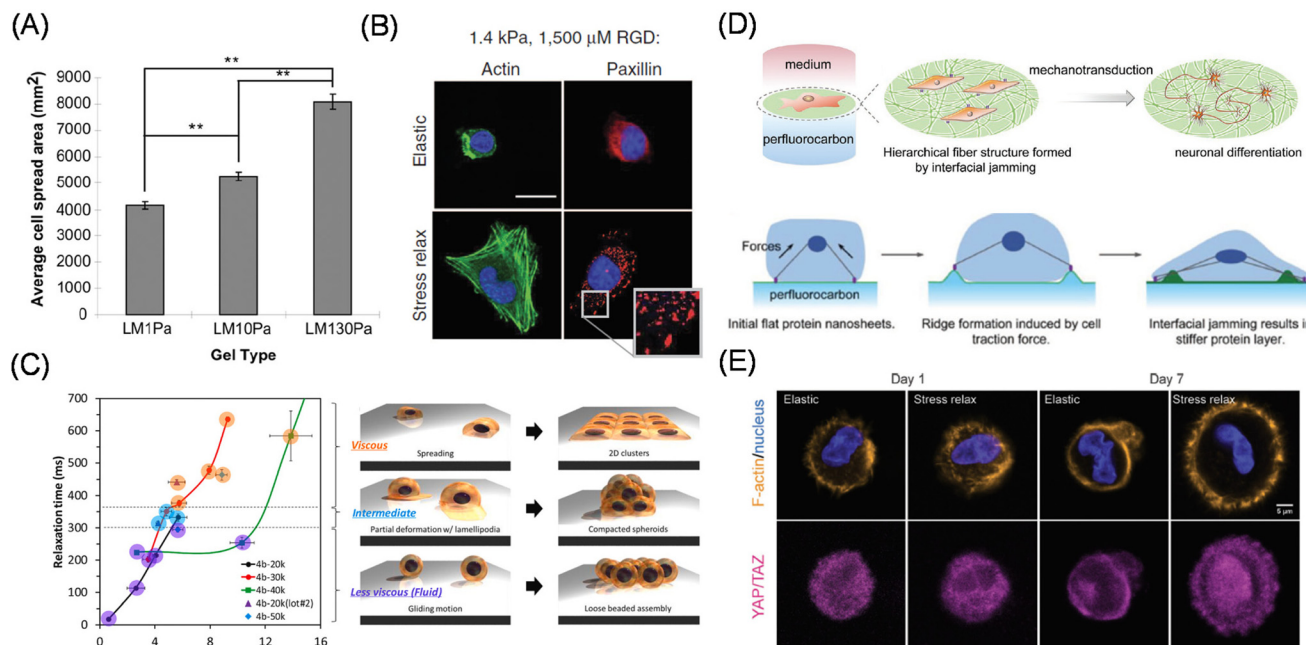 (A)
**
**
**
Average cell spread area (mm²)
9000
8000
7000
6000
5000
4000
3000
2000
1000
0
LM1Pa
LM10Pa
LM130Pa
Gel Type
(B)
1.4 kPa, 1,500 μM RGD:
Actin
Paxillin
Elastic
Stress relax
(D)
medium
perfluorocarbon
mechanotransduction
Hierarchical fiber structure formed
by interfacial jamming
neuronal differentiation
Forces
perfluorocarbon
Initial flat protein nanosheets.
Ridge formation induced by cell
traction force.
Interfacial jamming results i
stiffer protein layer.
(C)
Relaxation time (ms)
700
600
500
400
300
200
100
0
0
4
8
12
16
4b-20k
4b-30k
4b-40k
4b-20k(lot#2)
4b-50k
Viscous
Spreading
2D clusters
Intermediate
Partial deformation w/ lamellipodia
Compacted spheroids
Less viscous (Fluid)
Gliding motion
Loose beaded assembly
(E)
Day 1
Day 7
Elastic
Stress relax
Elastic
Stress relax
F-actin/nucleus
5 μm
YAP/TAZ